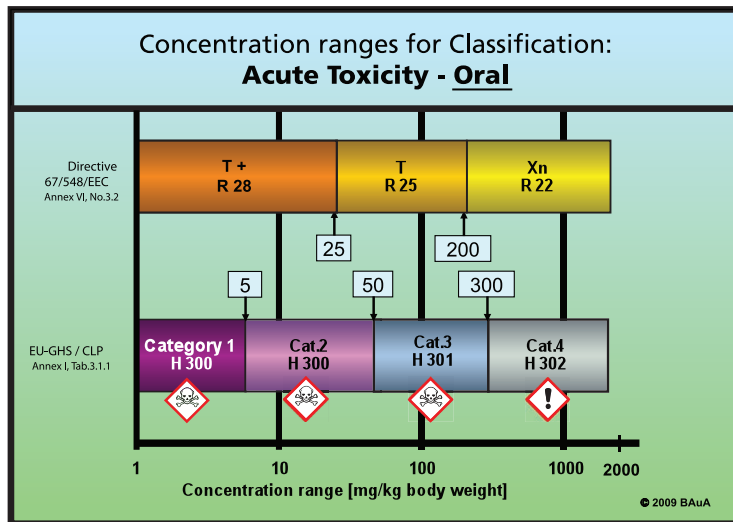 Concentration ranges for Classification:
Acute Toxicity - Oral
Directive
67/548/EEC
Annex VI, No.3.2
T +
R 28
T
R 25
Xn
R 22
25
200
5
50
300
EU-GHS / CLP
Annex I, Tab.3.1.1
Category 1
H 300
Cat.2
H 300
Cat.3
H 301
Cat.4
H 302
!
1
10
100
1000
2000
Concentration range [mg/kg body weight]
© 2009 BAuA